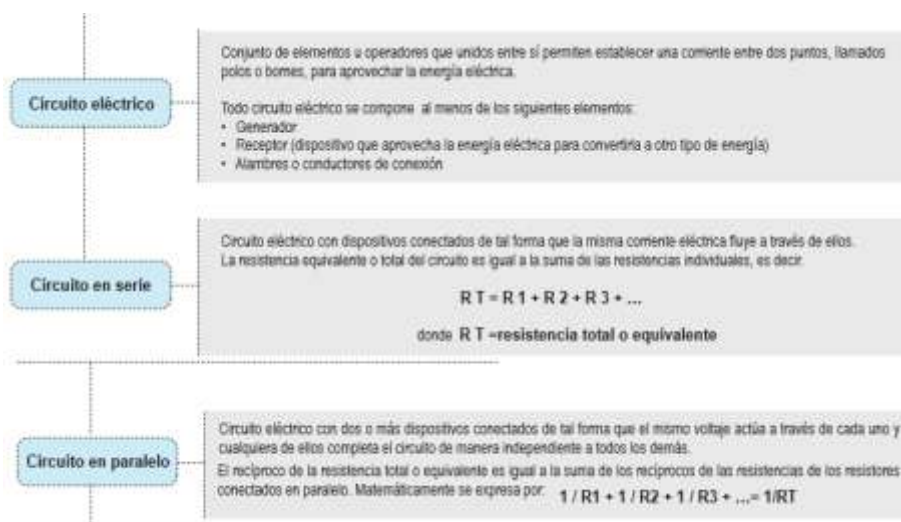 Circuito eléctrico
Conjunto de elementos u operadores que unidos entre sí permiten establecer una corriente entre dos puntos, llamados
polos o bornes, para aprovechar la energía eléctrica.
Todo circuito eléctrico se compone al menos de los siguientes elementos:
• Generador
• Receptor (dispositivo que aprovecha la energía eléctrica para convertirla a otro tipo de energía)
• Alambres o conductores de conexión
Circuito en serie
Circuito eléctrico con dispositivos conectados de tal forma que la misma corriente eléctrica fluye a través de ellos.
La resistencia equivalente o total del circuito es igual a la suma de las resistencias individuales, es decir.
R T = R 1 + R 2 + R 3 + ...
donde R T =resistencia total o equivalente
Circuito en paralelo
Circuito eléctrico con dos o más dispositivos conectados de tal forma que el mismo voltaje actúa a través de cada uno y
cualquiera de ellos completa el circuito de manera independiente a todos los demás.
El recíproco de la resistencia total o equivalente es igual a la suma de los recíprocos de las resistencias de los resistores
conectados en paralelo. Matemáticamente se expresa por: 1 / R1 + 1 / R2 + 1 / R3 + ...= 1/RT